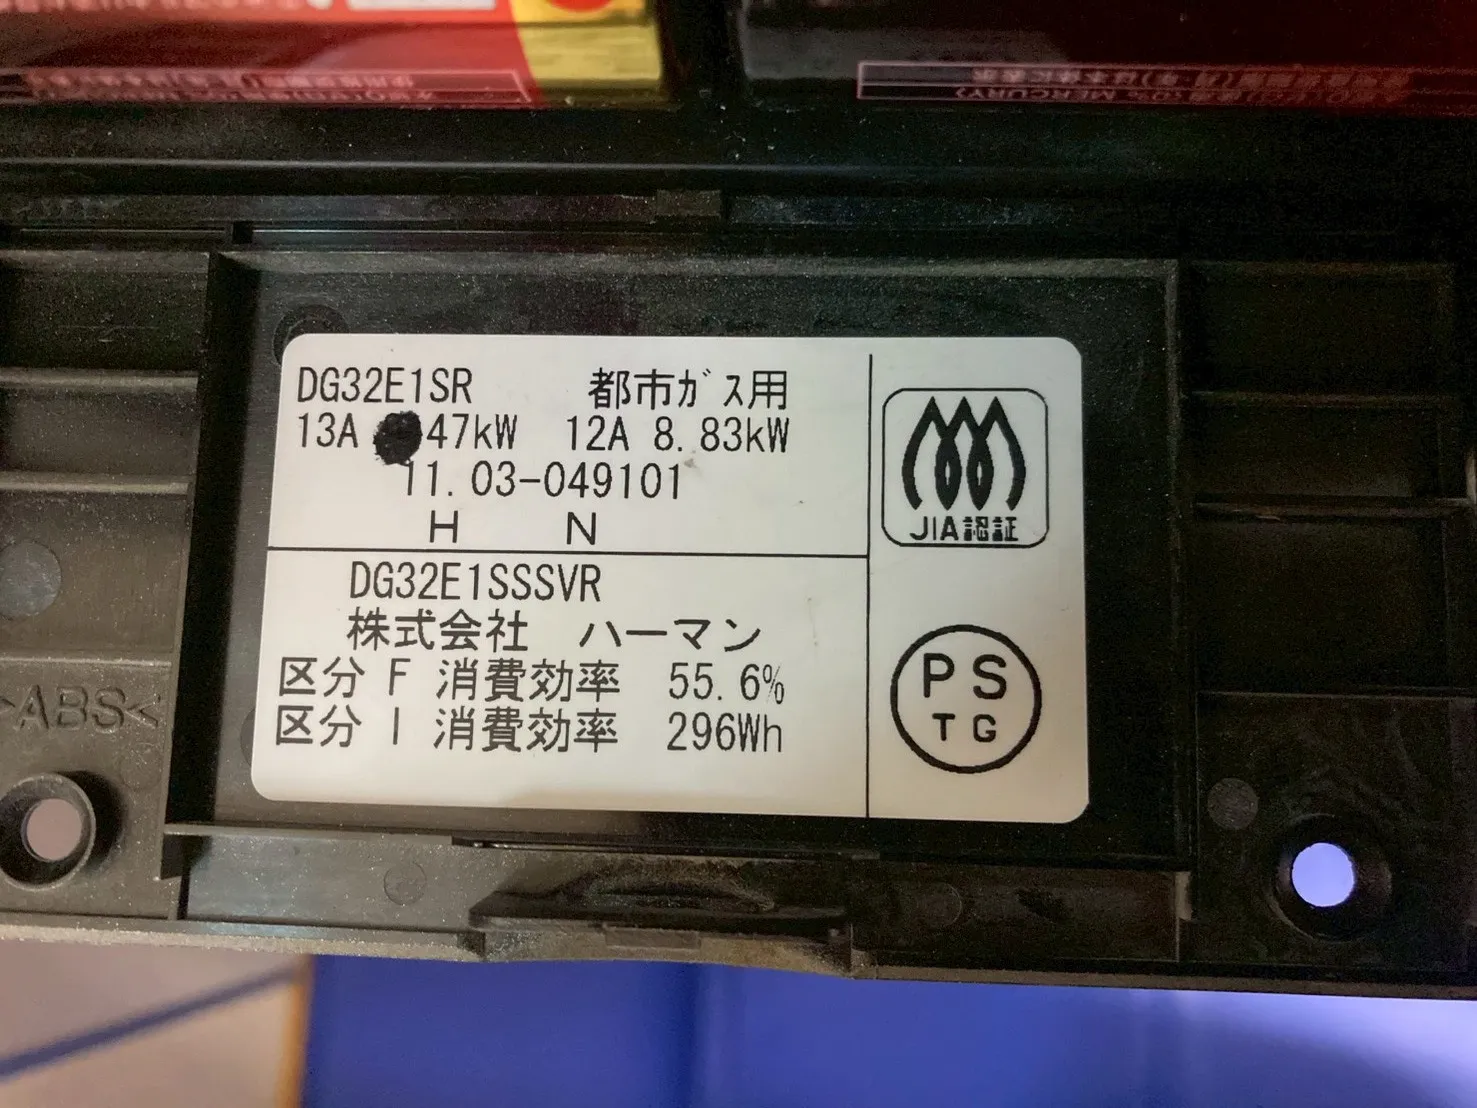 DG32E1SR 都市ガス用
13A 47kW 12A 8.83kW
11.03-049101
H N
DG32E1SSSVR
株式会社 ハーマン
区分 F 消費効率 55.6%
区分 I 消費効率 296Wh
JIA認証
PS
TG
>ABS<